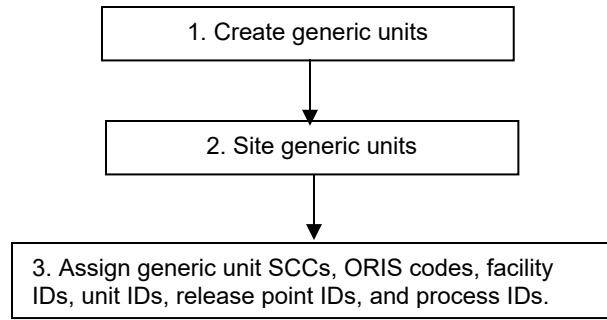 1. Create generic units
2. Site generic units
3. Assign generic unit SCCs, ORIS codes, facility
IDs, unit IDs, release point IDs, and process IDs.